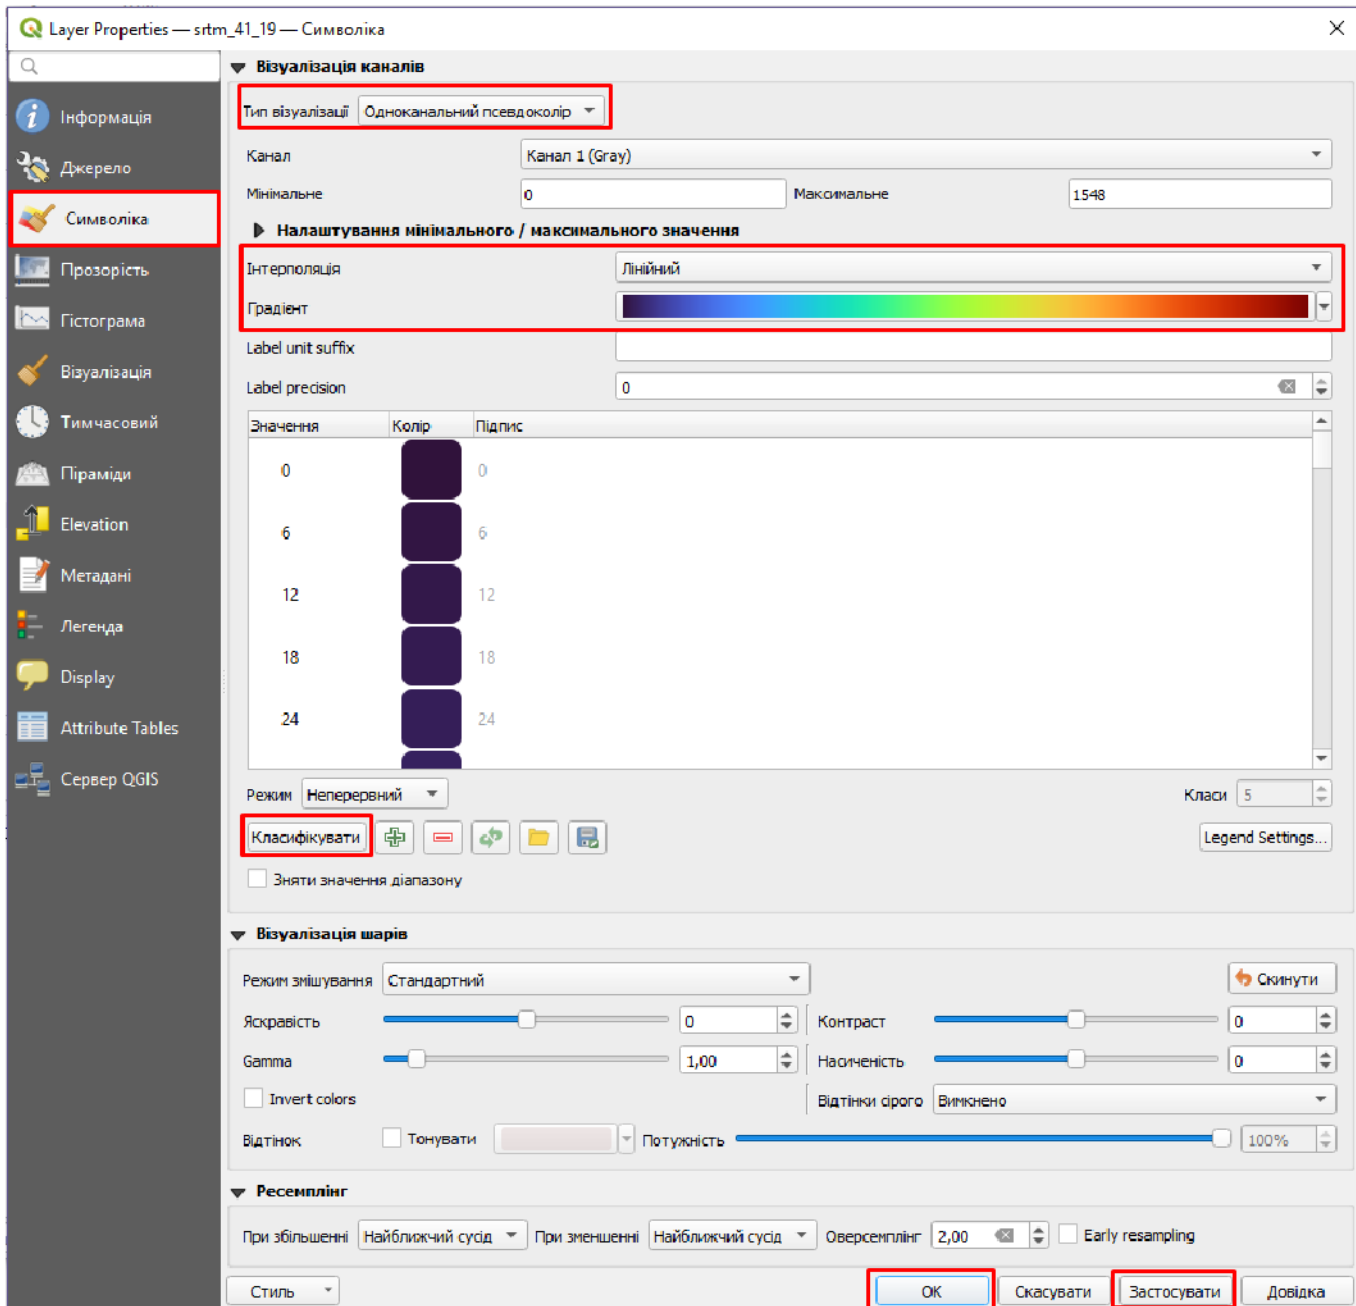 Layer Properties — srtm_41_19 — Символіка
Інформація
Джерело
Символіка
Прозорість
Гістограма
Візуалізація
Тимчасовий
Піраміди
Elevation
Метадані
Легенда
Display
Attribute Tables
Сервер QGIS
Візуалізація каналів
Тип візуалізації Одноканальний псевдоколір
Канал Канал 1 (Gray)
Мінімальне 0 Максимальне 1548
Налаштування мінімального / максимального значення
Інтерполяція Лінійний
Градієнт
Label unit suffix
Label precision 0
Значення Колір Підпис
0 0
6 6
12 12
18 18
24 24
Режим Неперервний Класи 5
Класифікувати Legend Settings...
Зняти значення діапазону
Візуалізація шарів
Режим змішування Стандартний Скинути
Яскравість 0 Контраст 0
Gamma 1,00 Насиченість 0
Invert colors Відтінки сірого Вимкнено
Відтінок Тонувати Потужність 100%
Ресемплінг
При збільшенні Найближчий сусід При зменшенні Найближчий сусід Оверсемплінг 2,00 Early resampling
Стиль OK Скасувати Застосувати Довідка